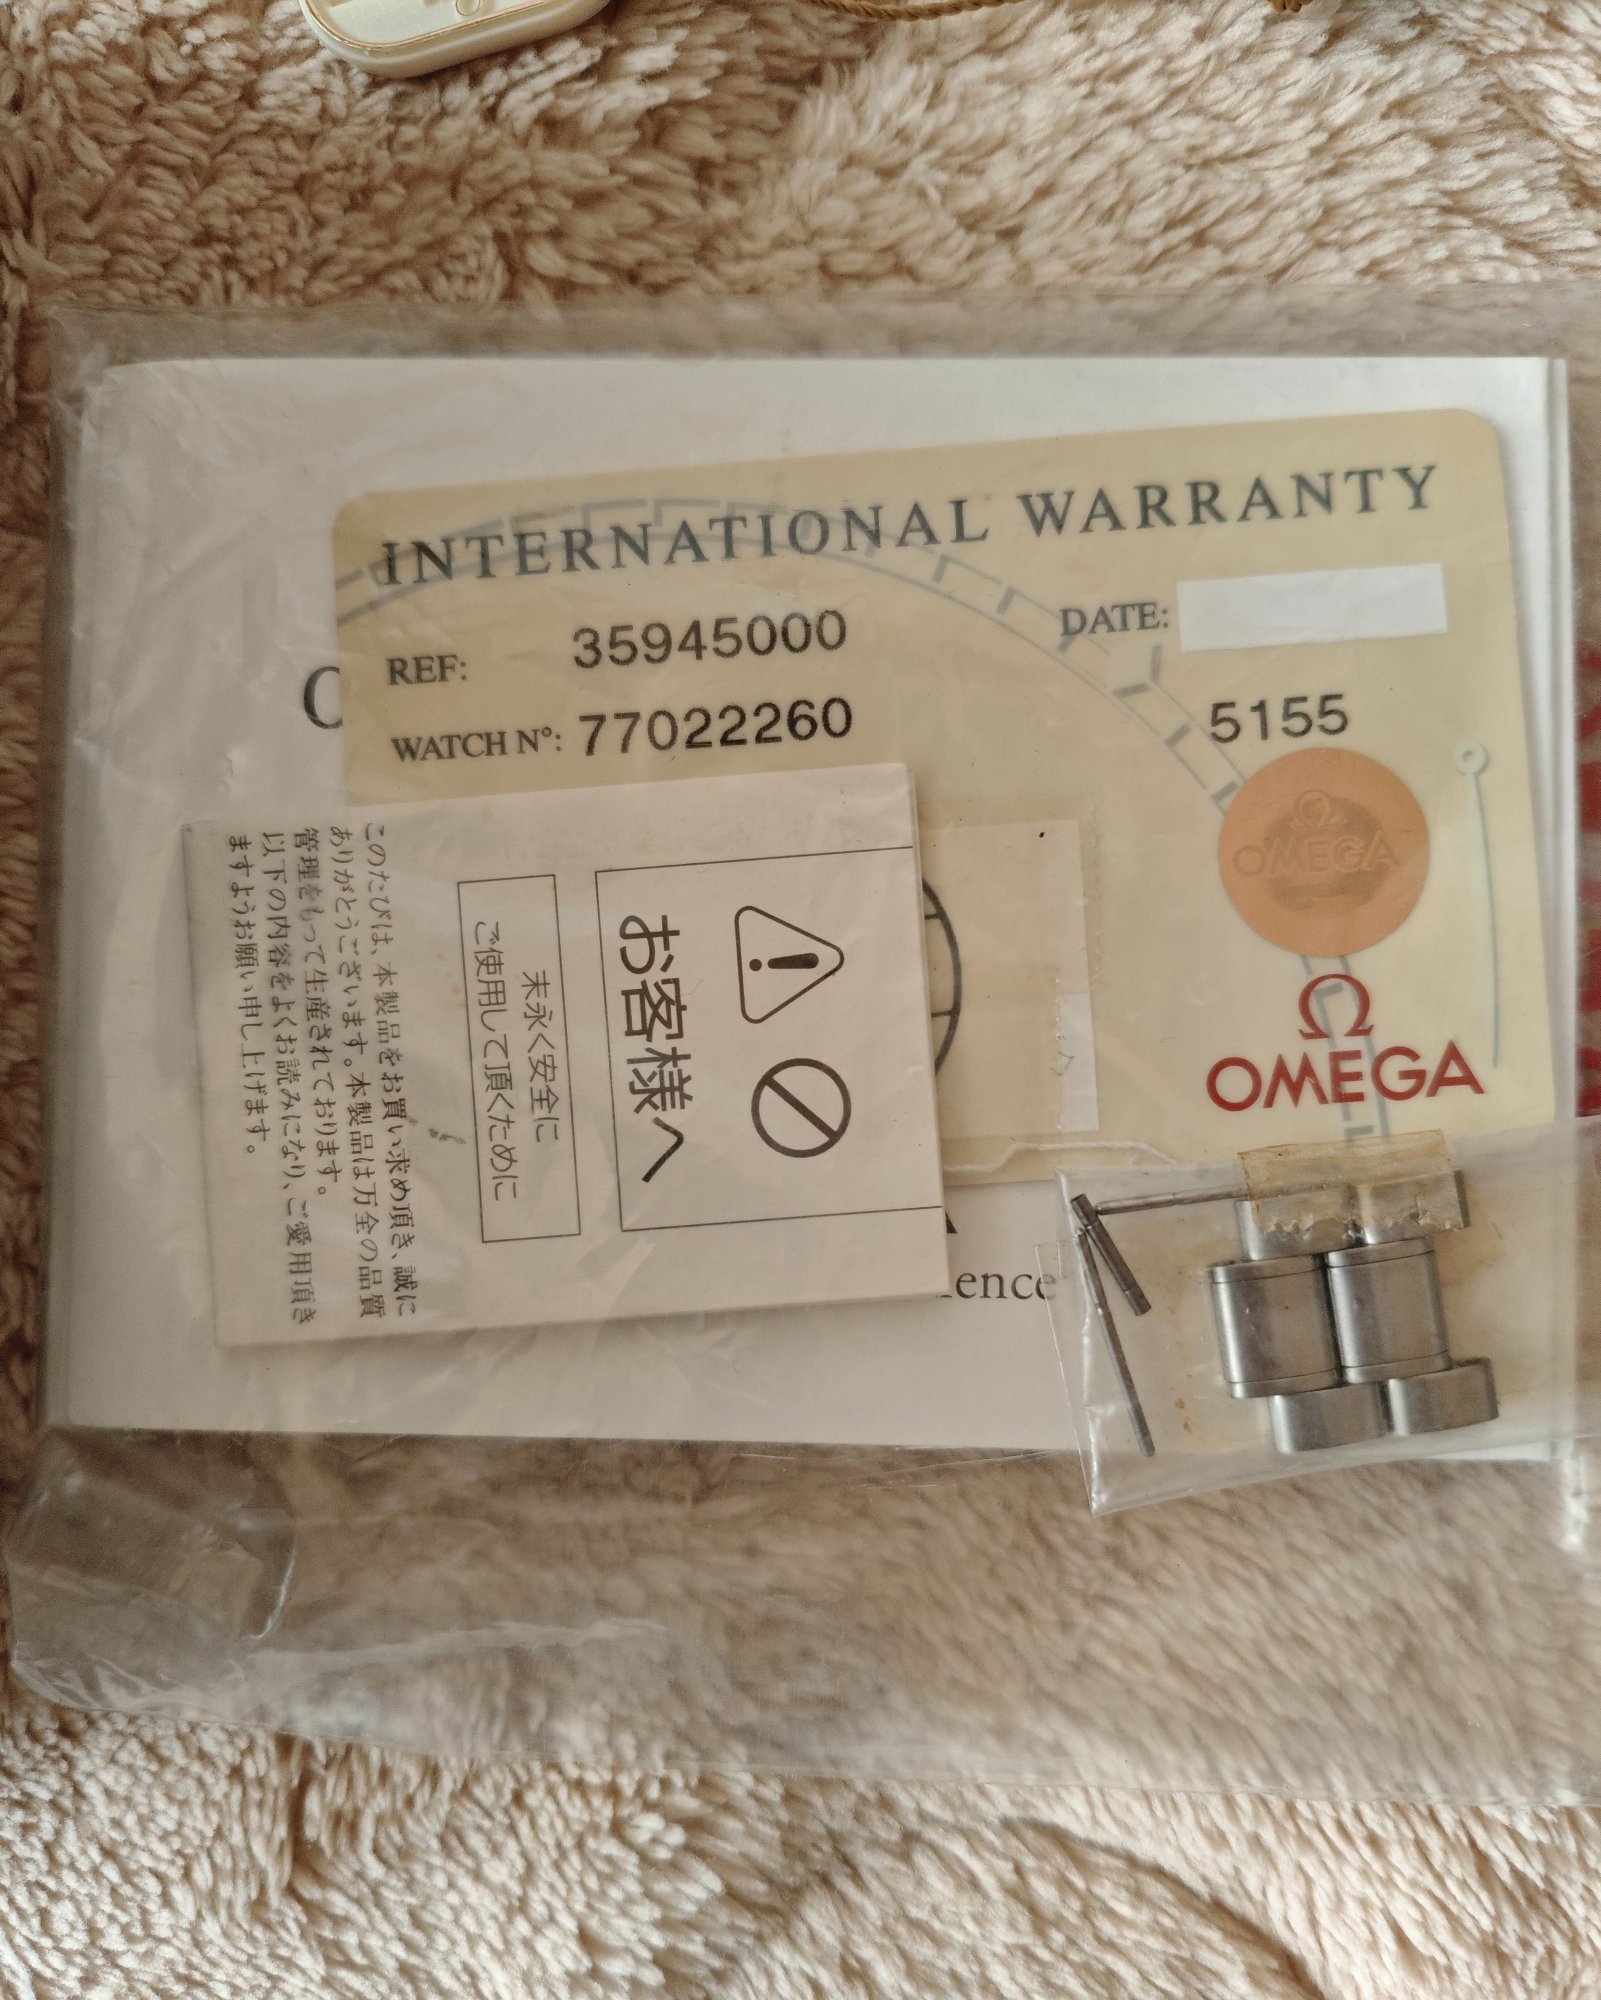 INTERNATIONAL WARRANTY
REF: 35945000
DATE:
WATCH Nº: 77022260
5155
OMEGA
Ω
OMEGA
お客様へ
末永く安全に
ご使用して頂くために
このたびは、本製品をお買い求め頂き、誠に
ありがとうございます。本製品は万全の品質
管理をもって生産されております。
以下の内容をよくお読みになり、ご愛用頂き
ますようお願い申し上げます。